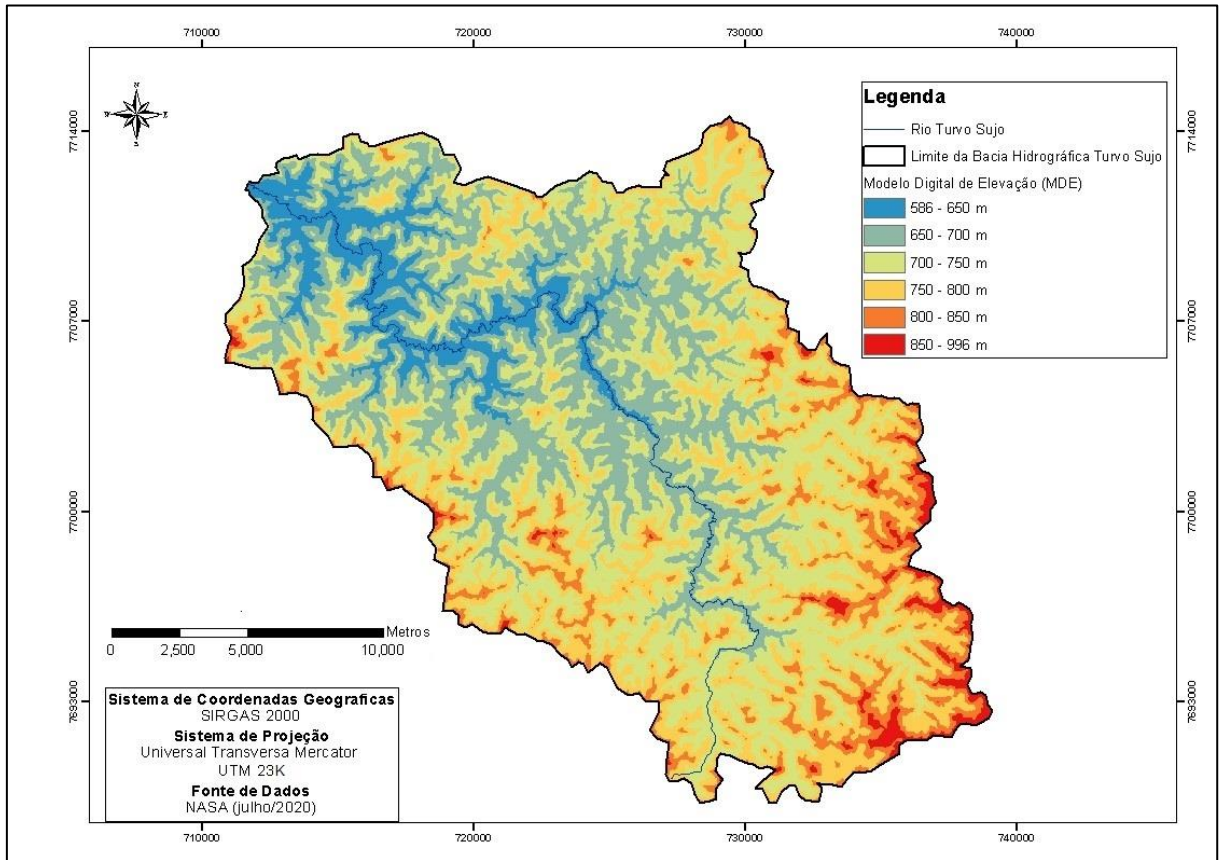 710000 720000 730000 740000
7714000 7714000
N
W E
S
Legenda
Rio Turvo Sujo
Limite da Bacia Hidrográfica Turvo Sujo
Modelo Digital de Elevação (MDE)
586 - 650 m
650 - 700 m
700 - 750 m
750 - 800 m
800 - 850 m
850 - 996 m
7707000 7707000
7700000 7700000
Metros
0 2,500 5,000 10,000
7693000 7693000
Sistema de Coordenadas Geograficas
SIRGAS 2000
Sistema de Projeção
Universal Transversa Mercator
UTM 23K
Fonte de Dados
NASA (julho/2020)
710000 720000 730000 740000